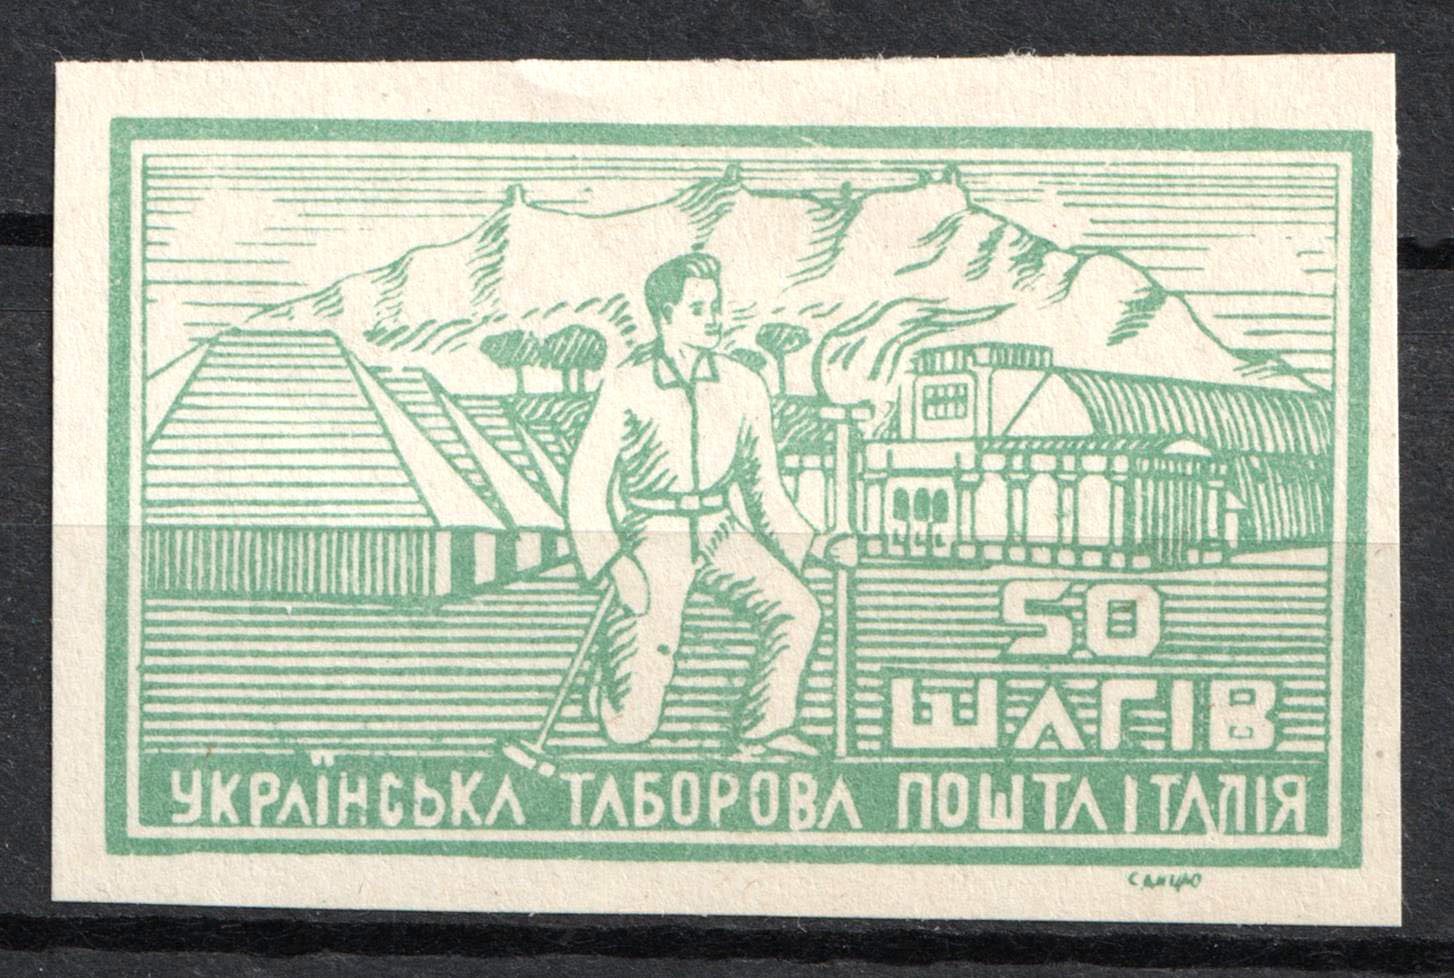 50
ШАГІВ
УКРАЇНСЬКА ТАБОРОВА ПОШТА ІТАЛІЯ